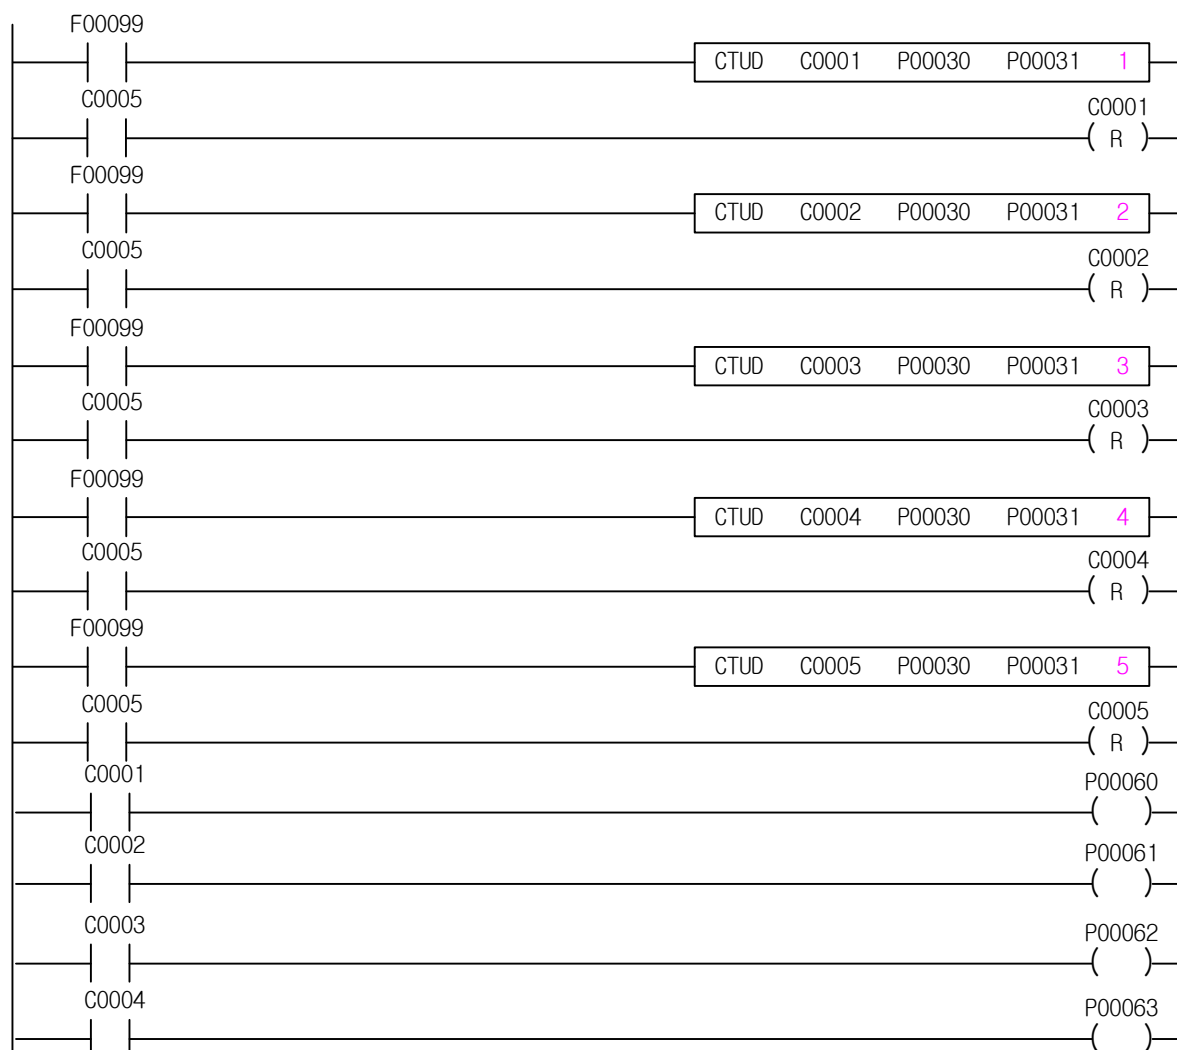 F00099
CTUD C0001 P00030 P00031 1
C0005
C0001
R
F00099
CTUD C0002 P00030 P00031 2
C0005
C0002
R
F00099
CTUD C0003 P00030 P00031 3
C0005
C0003
R
F00099
CTUD C0004 P00030 P00031 4
C0005
C0004
R
F00099
CTUD C0005 P00030 P00031 5
C0005
C0005
R
C0001
P00060
C0002
P00061
C0003
P00062
C0004
P00063